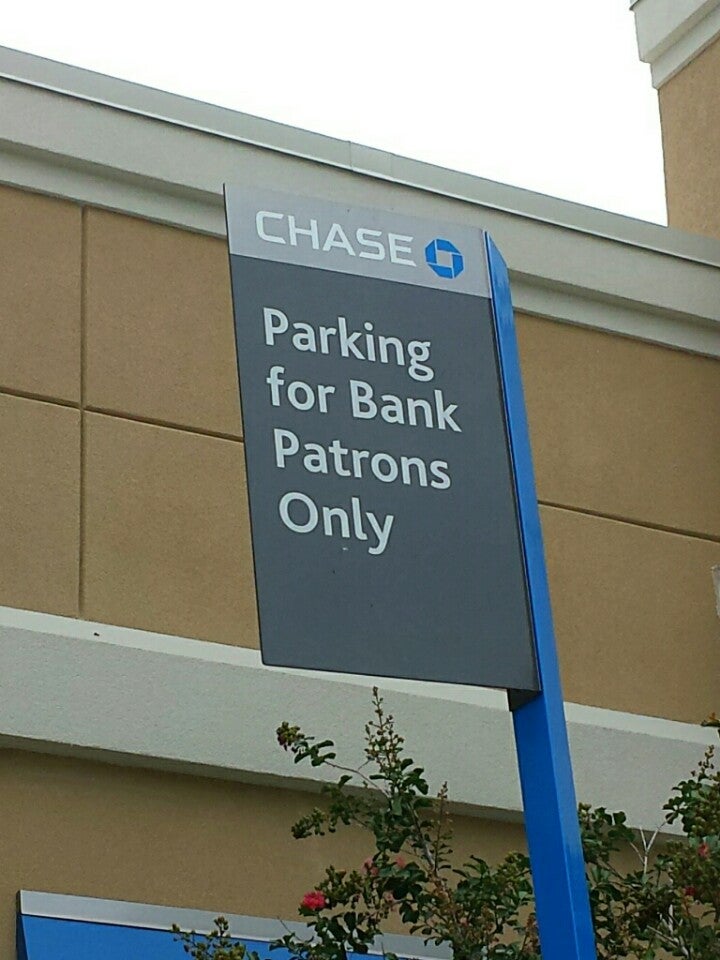 CHASE
Parking
for Bank
Patrons
Only